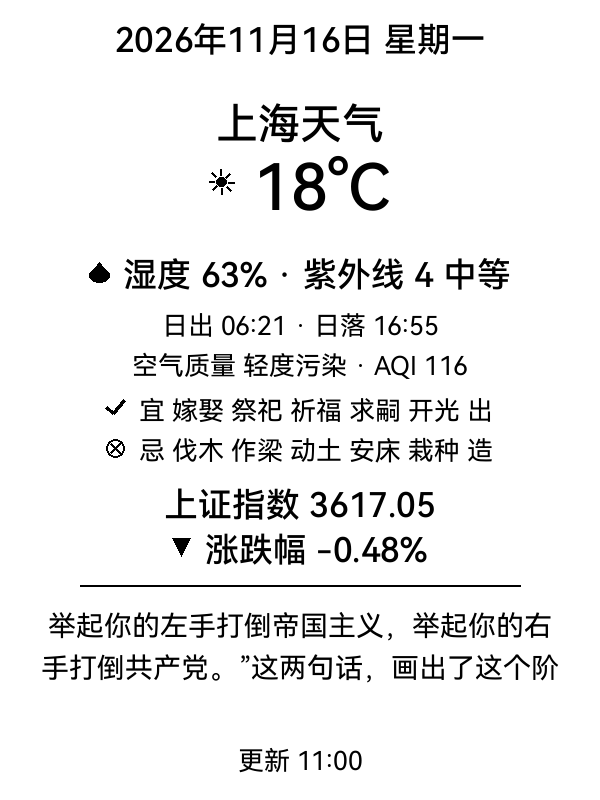 2026年11月16日 星期一
上海天气
18°C
湿度 63% · 紫外线 4 中等
日出 06:21 · 日落 16:55
空气质量 轻度污染 · AQI 116
宜 嫁娶 祭祀 祈福 求嗣 开光 出
忌 伐木 作梁 动土 安床 栽种 造
上证指数 3617.05
涨跌幅 -0.48%
举起你的左手打倒帝国主义，举起你的右
手打倒共产党。”这两句话，画出了这个阶
更新 11:00